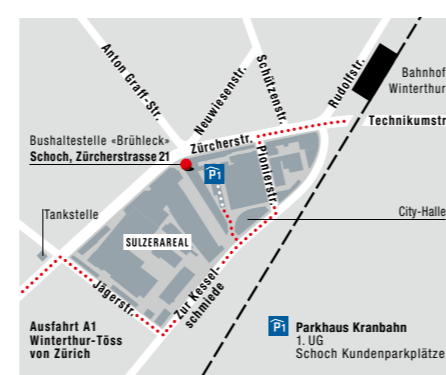 Anton Graff-Str.
Neuwiesenstr.
Schützenstr.
Rudolfstr.
Bahnhof
Winterthur
Technikumstr
Bushaltestelle «Brühleck»
Schoch, Zürcherstrasse 21
Zürcherstr.
P1
Pionierstr.
Tankstelle
City-Halle
SULZERAREAL
Jägerstr.
Zur Kessel-
schmiede
Ausfahrt A1
Winterthur-Töss
von Zürich
P1 Parkhaus Kranbahn
1. UG
Schoch Kundenparkplätze